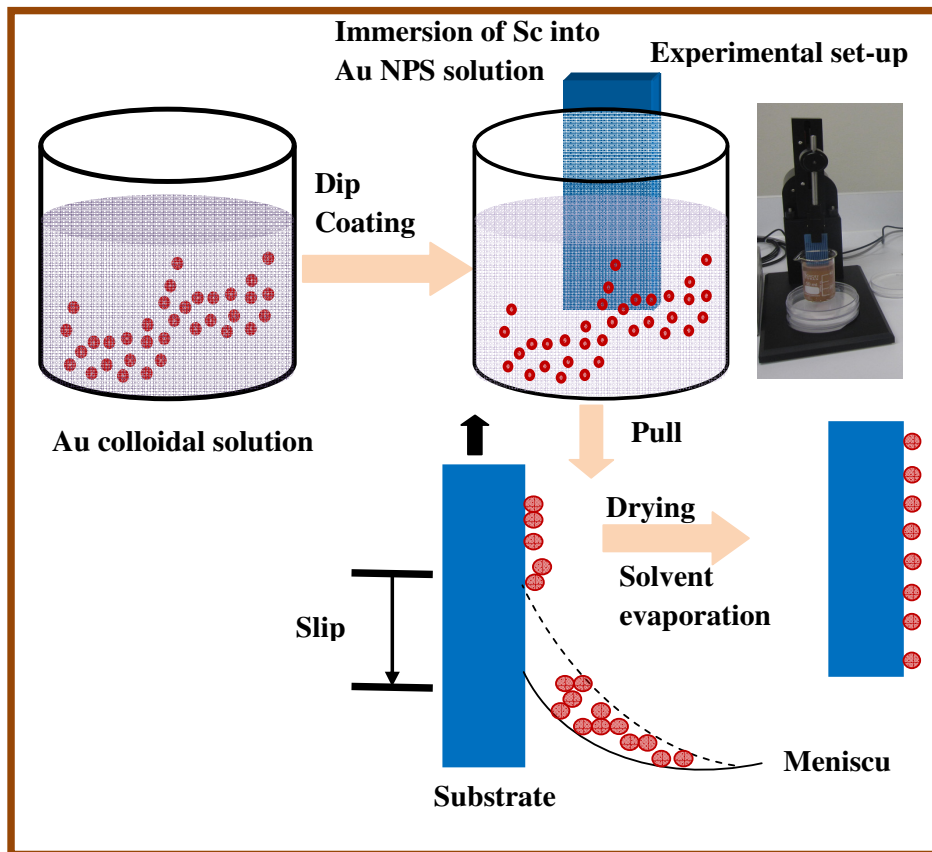 Immersion of Sc into
Au NPS solution
Experimental set-up
Dip
Coating
Au colloidal solution
Pull
Drying
Solvent
evaporation
Slip
Meniscu
Substrate